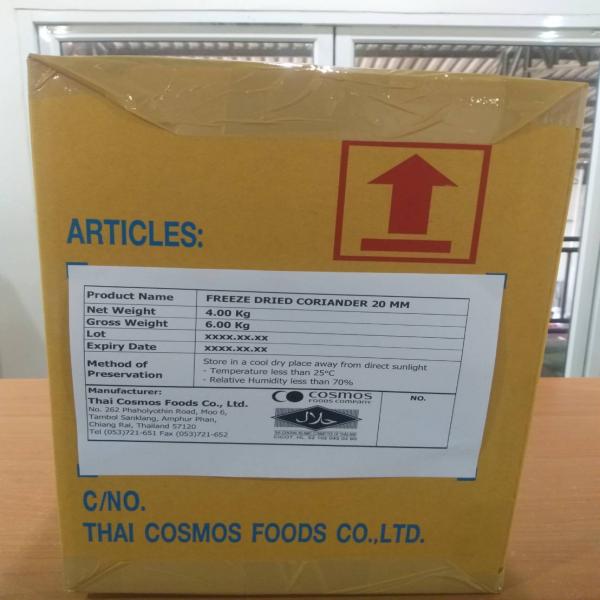 ARTICLES:
Product Name FREEZE DRIED CORIANDER 20 MM
Net Weight 4.00 Kg
Gross Weight 6.00 Kg
Lot xxxx.xx.xx
Expiry Date xxxx.xx.xx
Method of Preservation
Store in a cool dry place away from direct sunlight
- Temperature less than 25°C
- Relative Humidity less than 70%
Manufacturer:
Thai Cosmos Foods Co., Ltd.
No. 262 Phaholyothin Road, Moo 6,
Tambol Sanklang, Amphur Phan,
Chiang Rai, Thailand 57120
Tel (053)721-651 Fax (053)721-652
COSMOS
FOODS COMPANY
حلال
NO.
C/NO.
THAI COSMOS FOODS CO.,LTD.